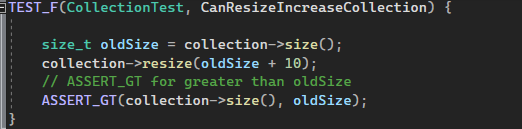 TEST_F(CollectionTest, CanResizeIncreaseCollection) {
size_t oldSize = collection->size();
collection->resize(oldSize + 10);
// ASSERT_GT for greater than oldSize
ASSERT_GT(collection->size(), oldSize);
}